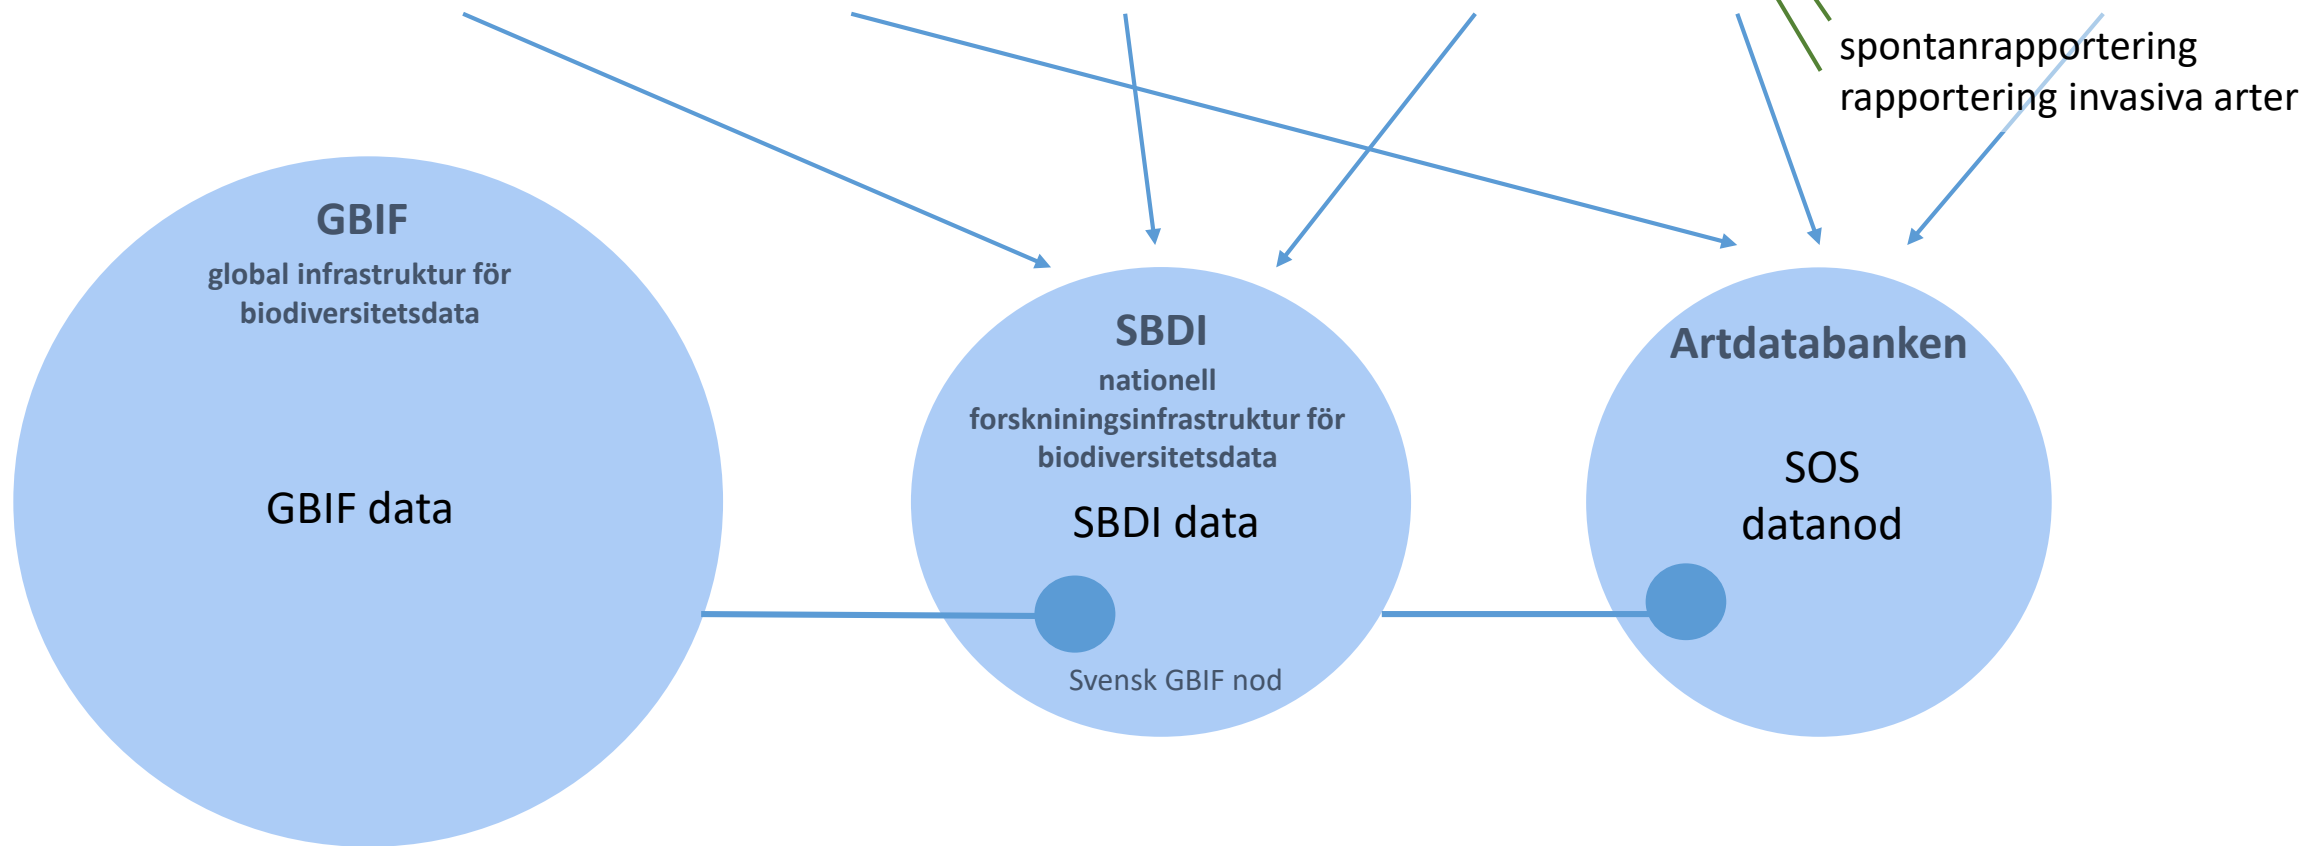 spontanrapportering
rapportering invasiva arter
GBIF
global infrastruktur för
biodiversitetsdata
GBIF data
SBDI
nationell
forskniningsinfrastruktur för
biodiversitetsdata
SBDI data
Svensk GBIF nod
Artdatabanken
SOS
datanod